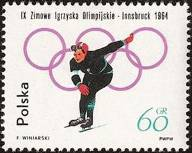 IX Zimowe Igrzyska Olimpijskie - Innsbruck 1964
Polska
60 GR
F. WINIARSKI
PWPW